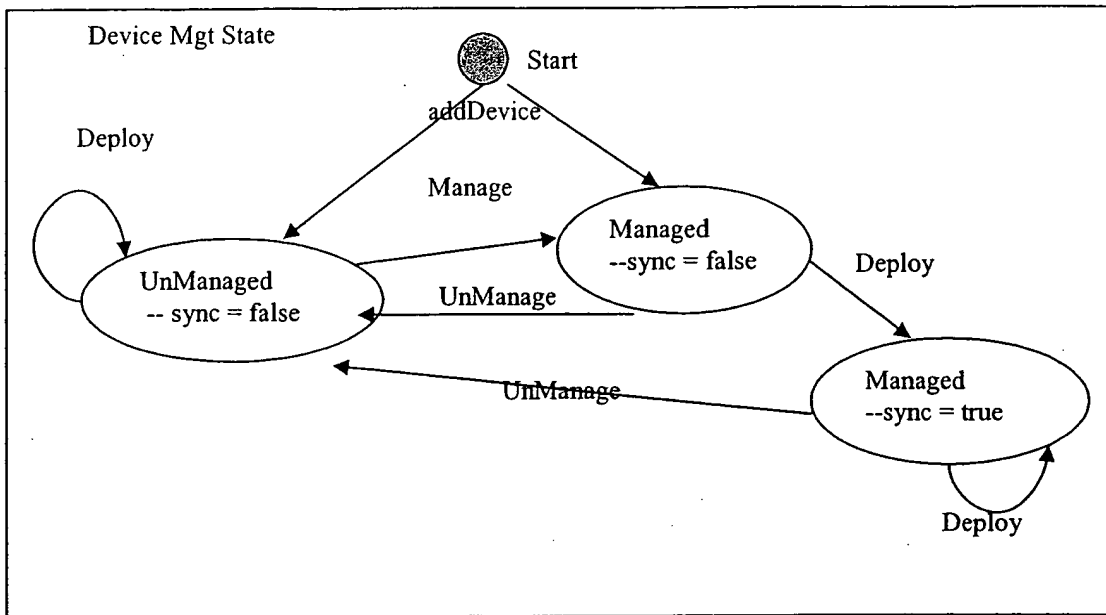 Device Mgt State
Start
addDevice
Deploy
Manage
Managed
--sync = false
Deploy
UnManaged
-- sync = false
UnManage
Managed
--sync = true
UnManage
Deploy